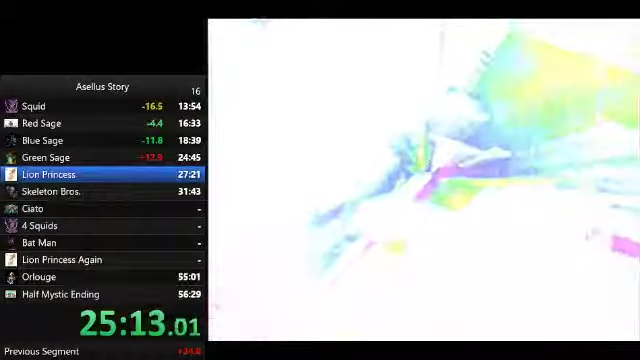 Asellus Story
16
Squid -16.5 13:54
Red Sage -4.4 16:33
Blue Sage -11.8 18:39
Green Sage +12.9 24:45
Lion Princess 27:21
Skeleton Bros. 31:43
Ciato -
4 Squids -
Bat Man -
Lion Princess Again -
Orlouge 55:01
Half Mystic Ending 56:29
25:13.01
Previous Segment +24.8